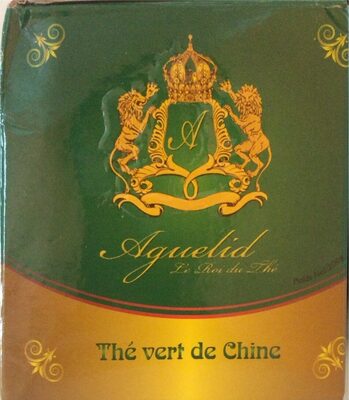 A
Aguelid
Le Roi du Thé
Thé vert de Chine